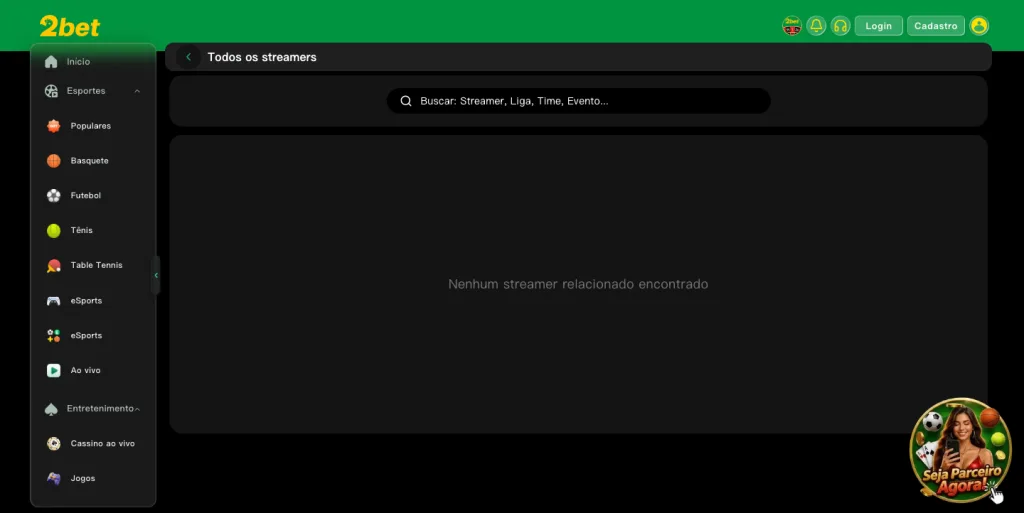 2bet
2bet
Login
Cadastro
Início
Esportes
Populares
Basquete
Futebol
Tênis
Table Tennis
eSports
eSports
Ao vivo
Entretenimento
Cassino ao vivo
Jogos
Todos os streamers
Buscar: Streamer, Liga, Time, Evento...
Nenhum streamer relacionado encontrado
Seja Parceiro
Agora!